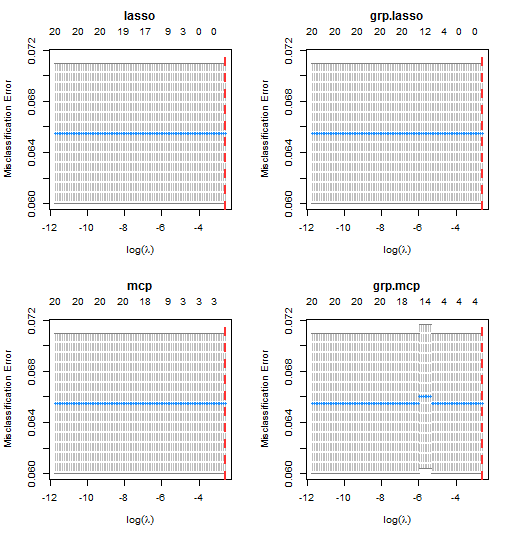 lasso
20 20 20 19 17 9 3 0 0
Misclassification Error
0.060 0.064 0.068 0.072
-12 -10 -8 -6 -4
log(λ)
grp.lasso
20 20 20 20 20 12 4 0 0
Misclassification Error
0.060 0.064 0.068 0.072
-12 -10 -8 -6 -4
log(λ)
mcp
20 20 20 20 18 9 3 3 3
Misclassification Error
0.060 0.064 0.068 0.072
-12 -10 -8 -6 -4
log(λ)
grp.mcp
20 20 20 20 18 14 4 4 4
Misclassification Error
0.060 0.064 0.068 0.072
-12 -10 -8 -6 -4
log(λ)